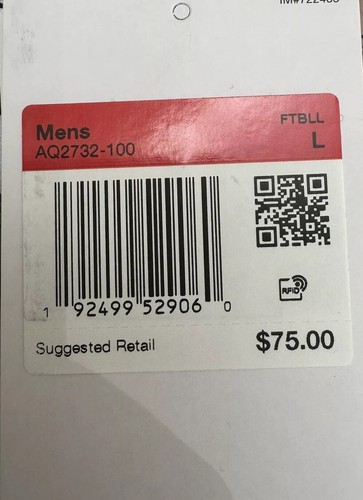 Mens
FTBLL
AQ2732-100
L
RFID
1 92499 52906 0
Suggested Retail
$75.00